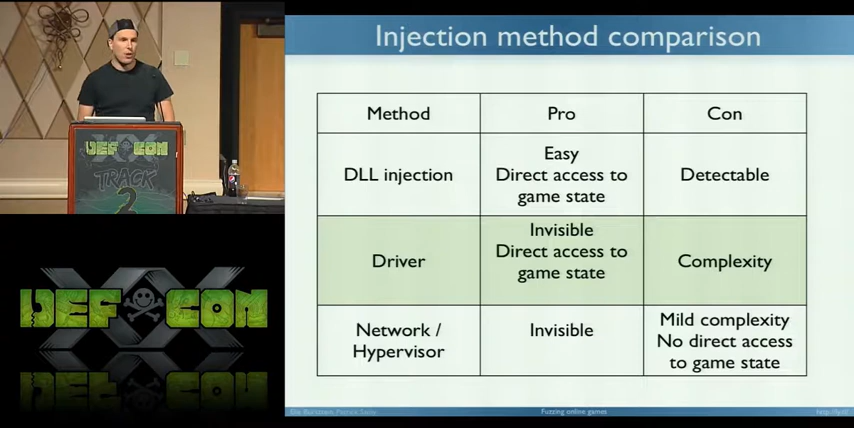 Injection method comparison
Method
Pro
Con
DLL injection
Easy
Direct access to
game state
Detectable
Driver
Invisible
Direct access to
game state
Complexity
Network /
Hypervisor
Invisible
Mild complexity
No direct access
to game state
DEF CON
TRACK
2
DEF CON
Fuzzing online games